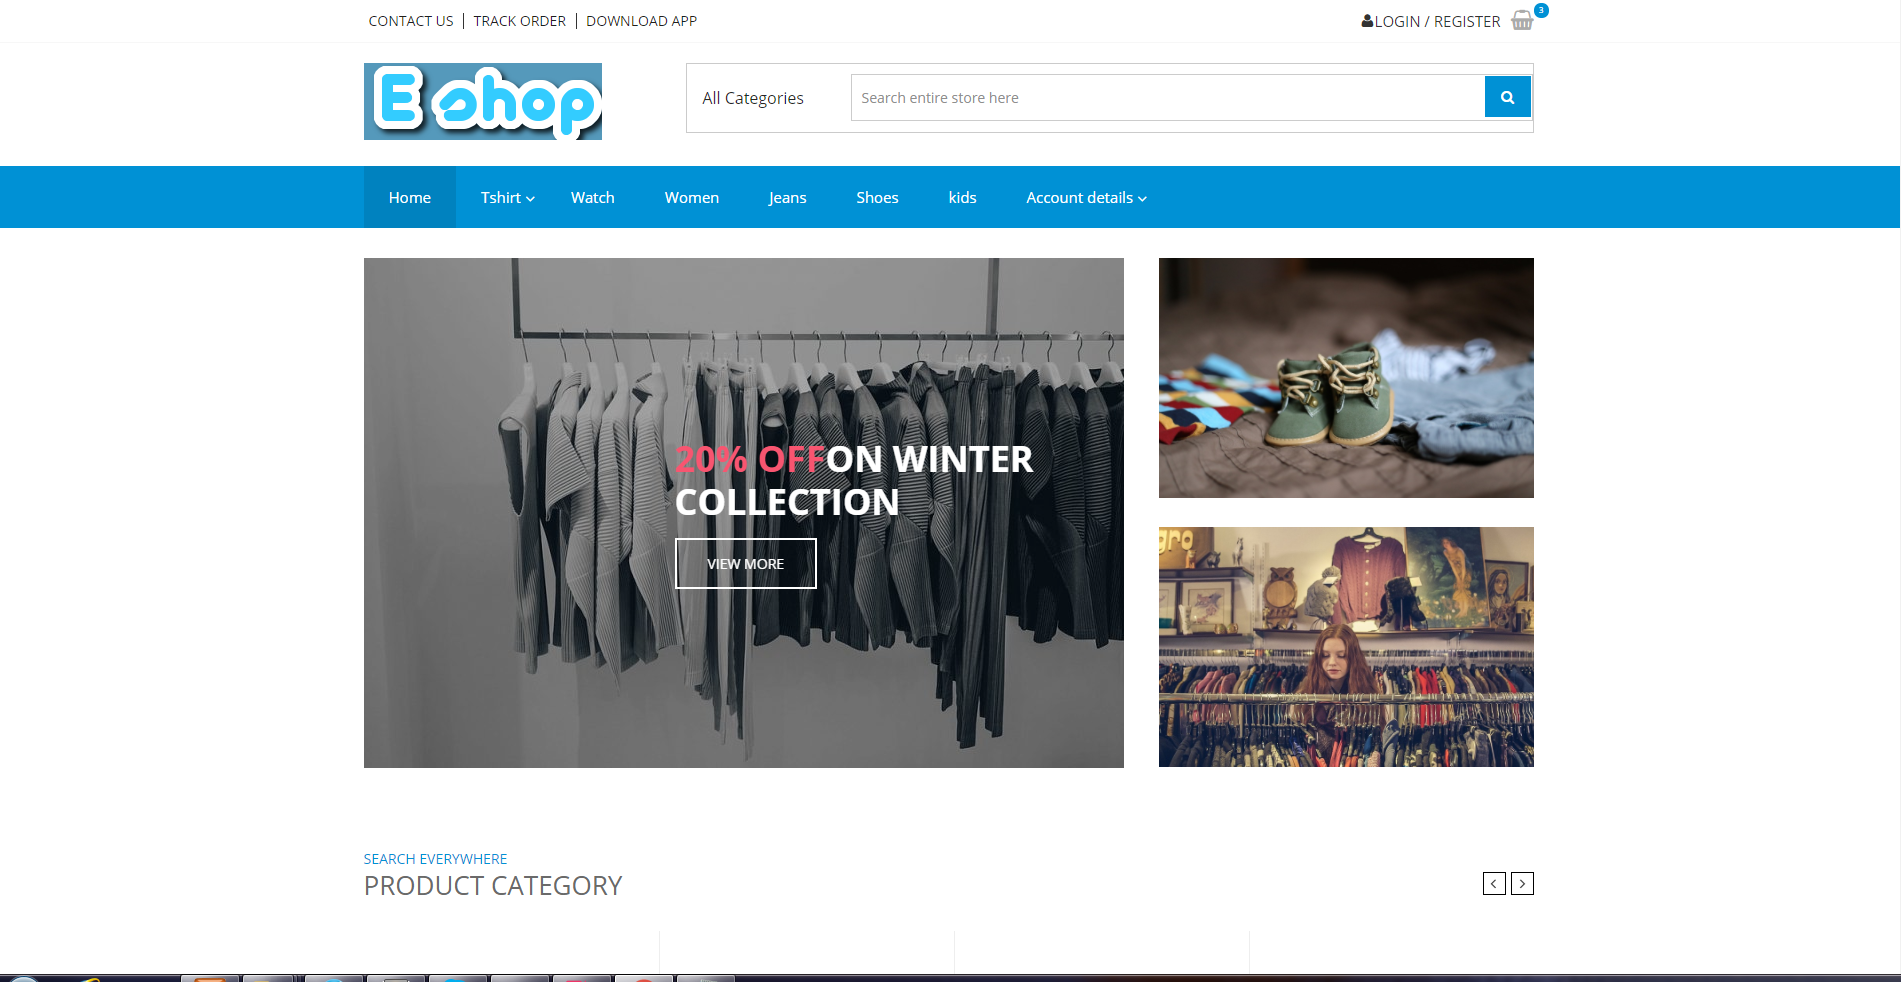 CONTACT US
TRACK ORDER
DOWNLOAD APP
LOGIN / REGISTER
3
E shop
All Categories
Search entire store here
Home
Tshirt
Watch
Women
Jeans
Shoes
kids
Account details
20% OFFON WINTER
COLLECTION
VIEW MORE
gro
SEARCH EVERYWHERE
PRODUCT CATEGORY